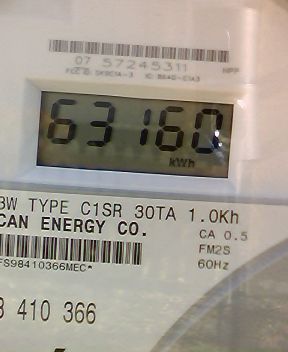 07 57245311
63160
kWh
3W TYPE C1SR 30TA 1.0Kh
CAN ENERGY CO.
CA 0.5
FM2S
60Hz
FS98410366MEC*
410 366